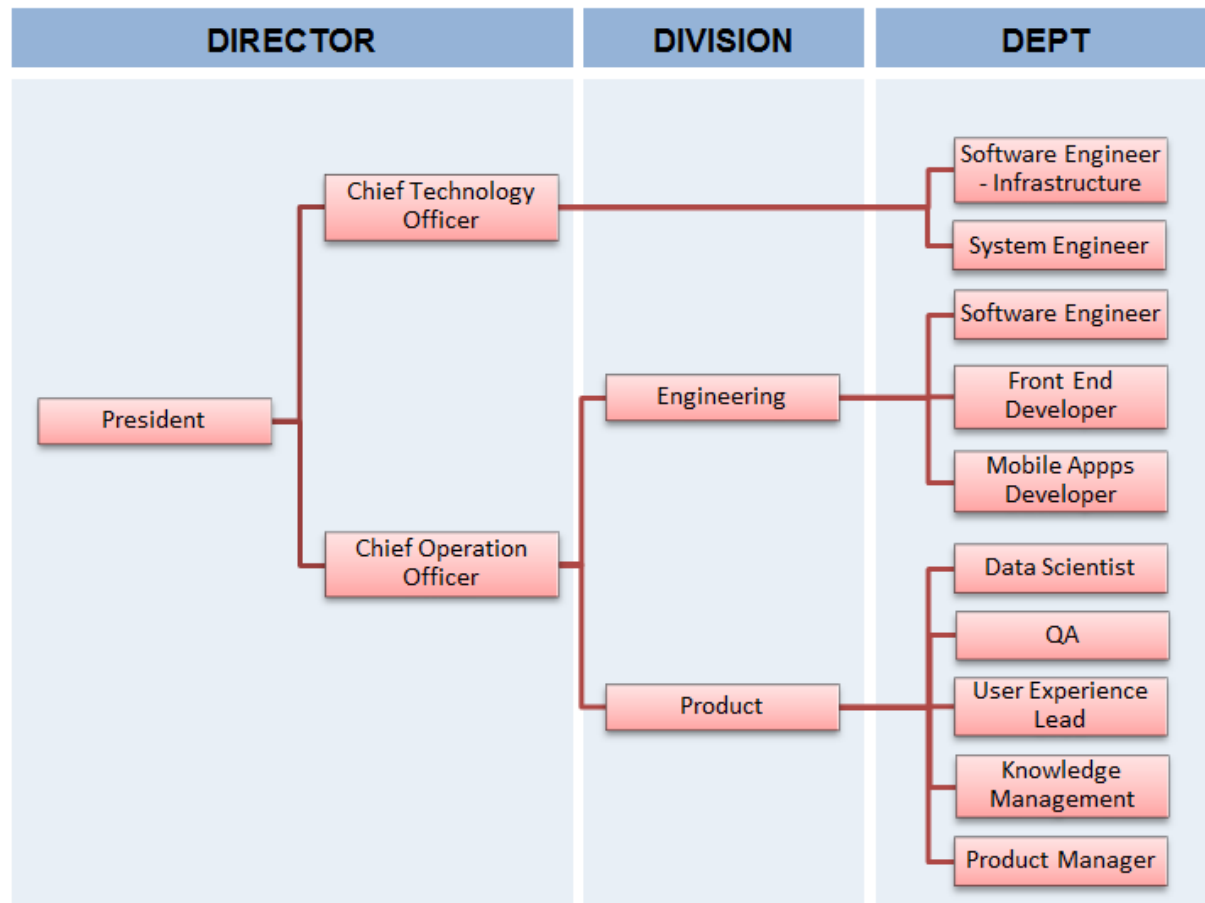 DIRECTOR
DIVISION
DEPT
Software Engineer
- Infrastructure
Chief Technology
Officer
System Engineer
Software Engineer
Engineering
Front End
Developer
President
Mobile Appps
Developer
Chief Operation
Officer
Data Scientist
QA
User Experience
Lead
Product
Knowledge
Management
Product Manager